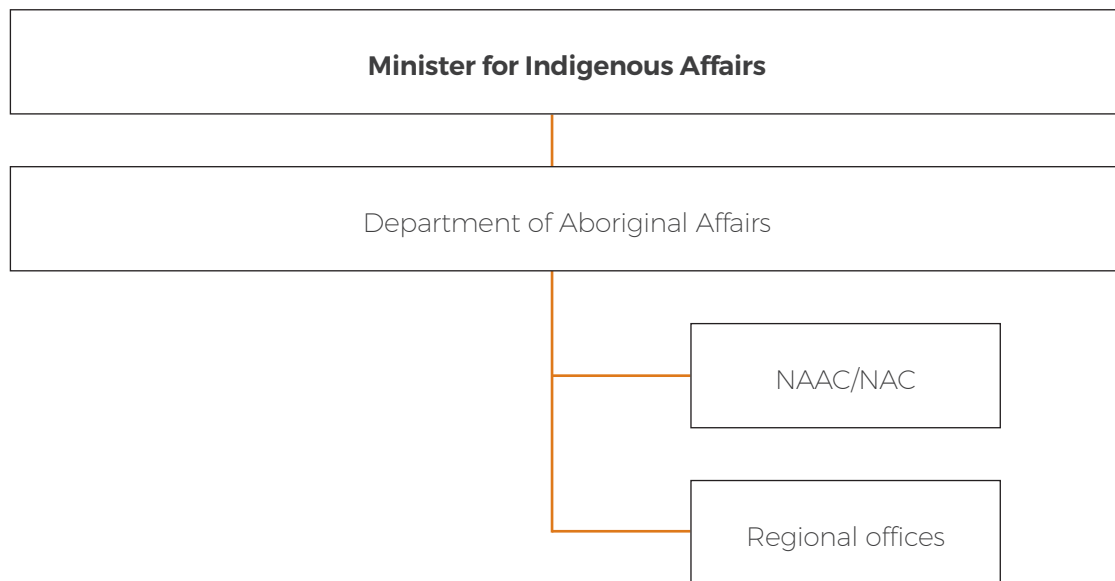 Minister for Indigenous Affairs
Department of Aboriginal Affairs
NAAC/NAC
Regional offices